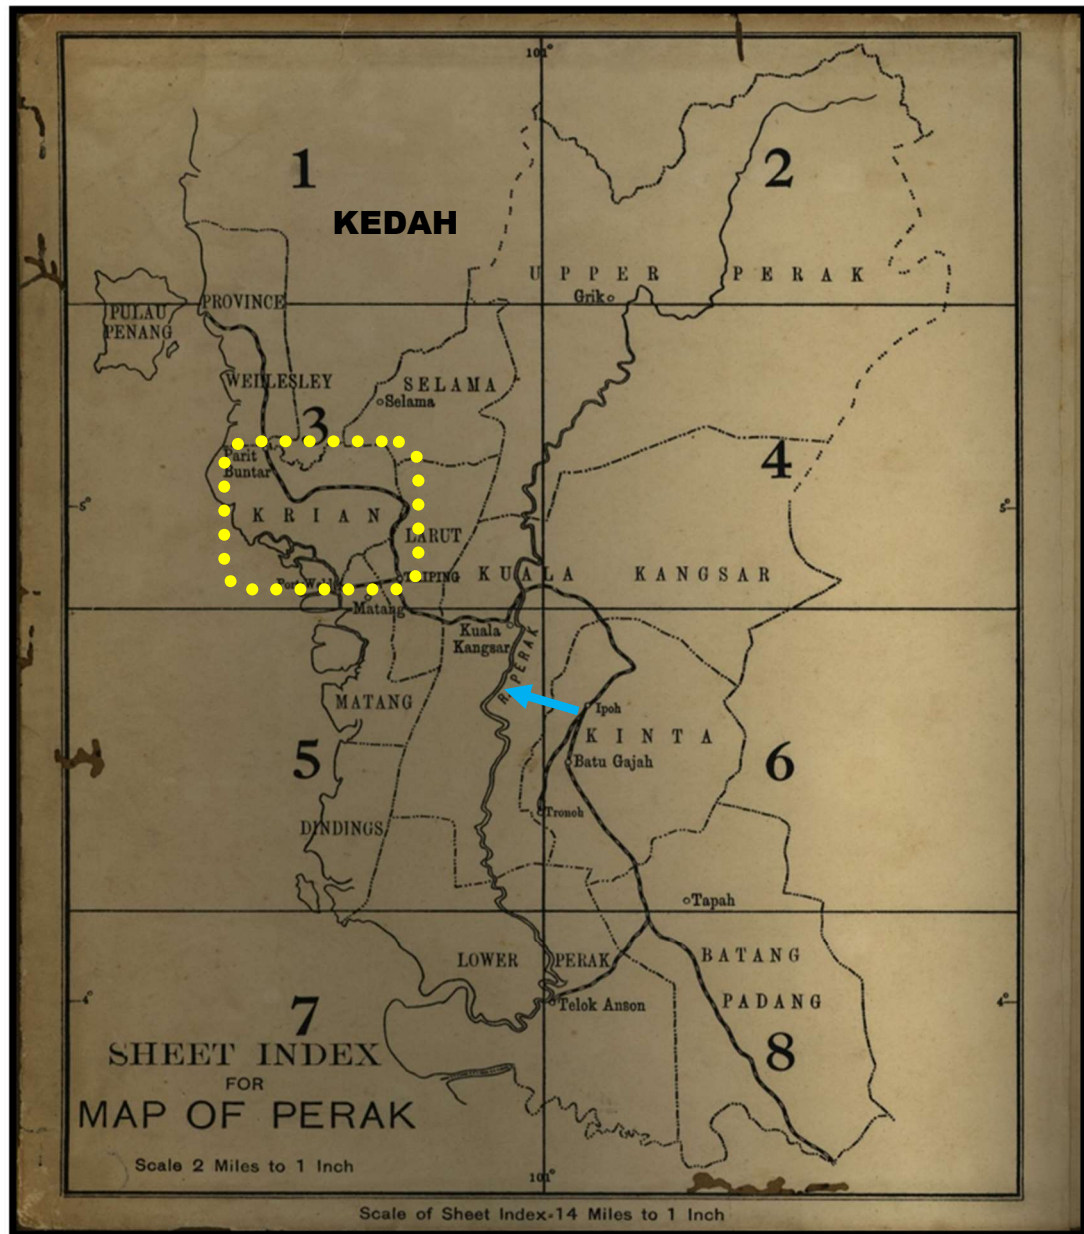 101°
1
2
KEDAH
UPPER PERAK
Grik
PROVINCE
PULAU
PENANG
WELLESLEY
SELAMA
Selama
3
Parit
Buntar
4
5°
5°
KRIAN
LARUT
TAIPING
KUALA KANGSAR
Port Weld
Matang
Kuala
Kangsar
R. PERAK
MATANG
Ipoh
KINTA
5
Batu Gajah
6
Tronoh
DINDINGS
Tapah
LOWER PERAK
BATANG
PADANG
4°
4°
Telok Anson
7
8
SHEET INDEX
FOR
MAP OF PERAK
Scale 2 Miles to 1 Inch
101°
Scale of Sheet Index-14 Miles to 1 Inch